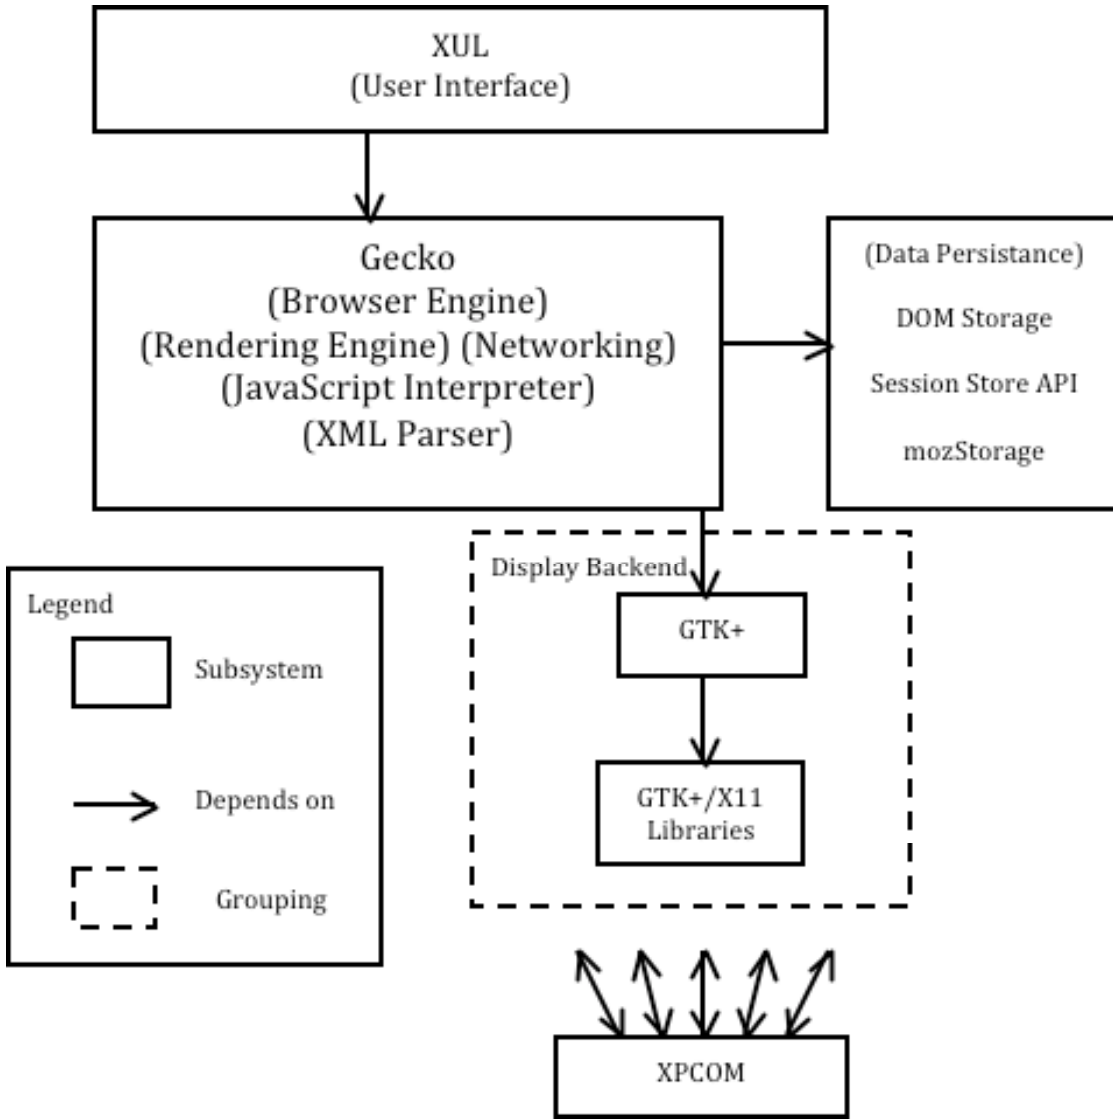 XUL
(User Interface)
Gecko
(Browser Engine)
(Rendering Engine) (Networking)
(JavaScript Interpreter)
(XML Parser)
(Data Persistance)
DOM Storage
Session Store API
mozStorage
Display Backend
GTK+
GTK+/X11
Libraries
Legend
Subsystem
Depends on
Grouping
XPCOM